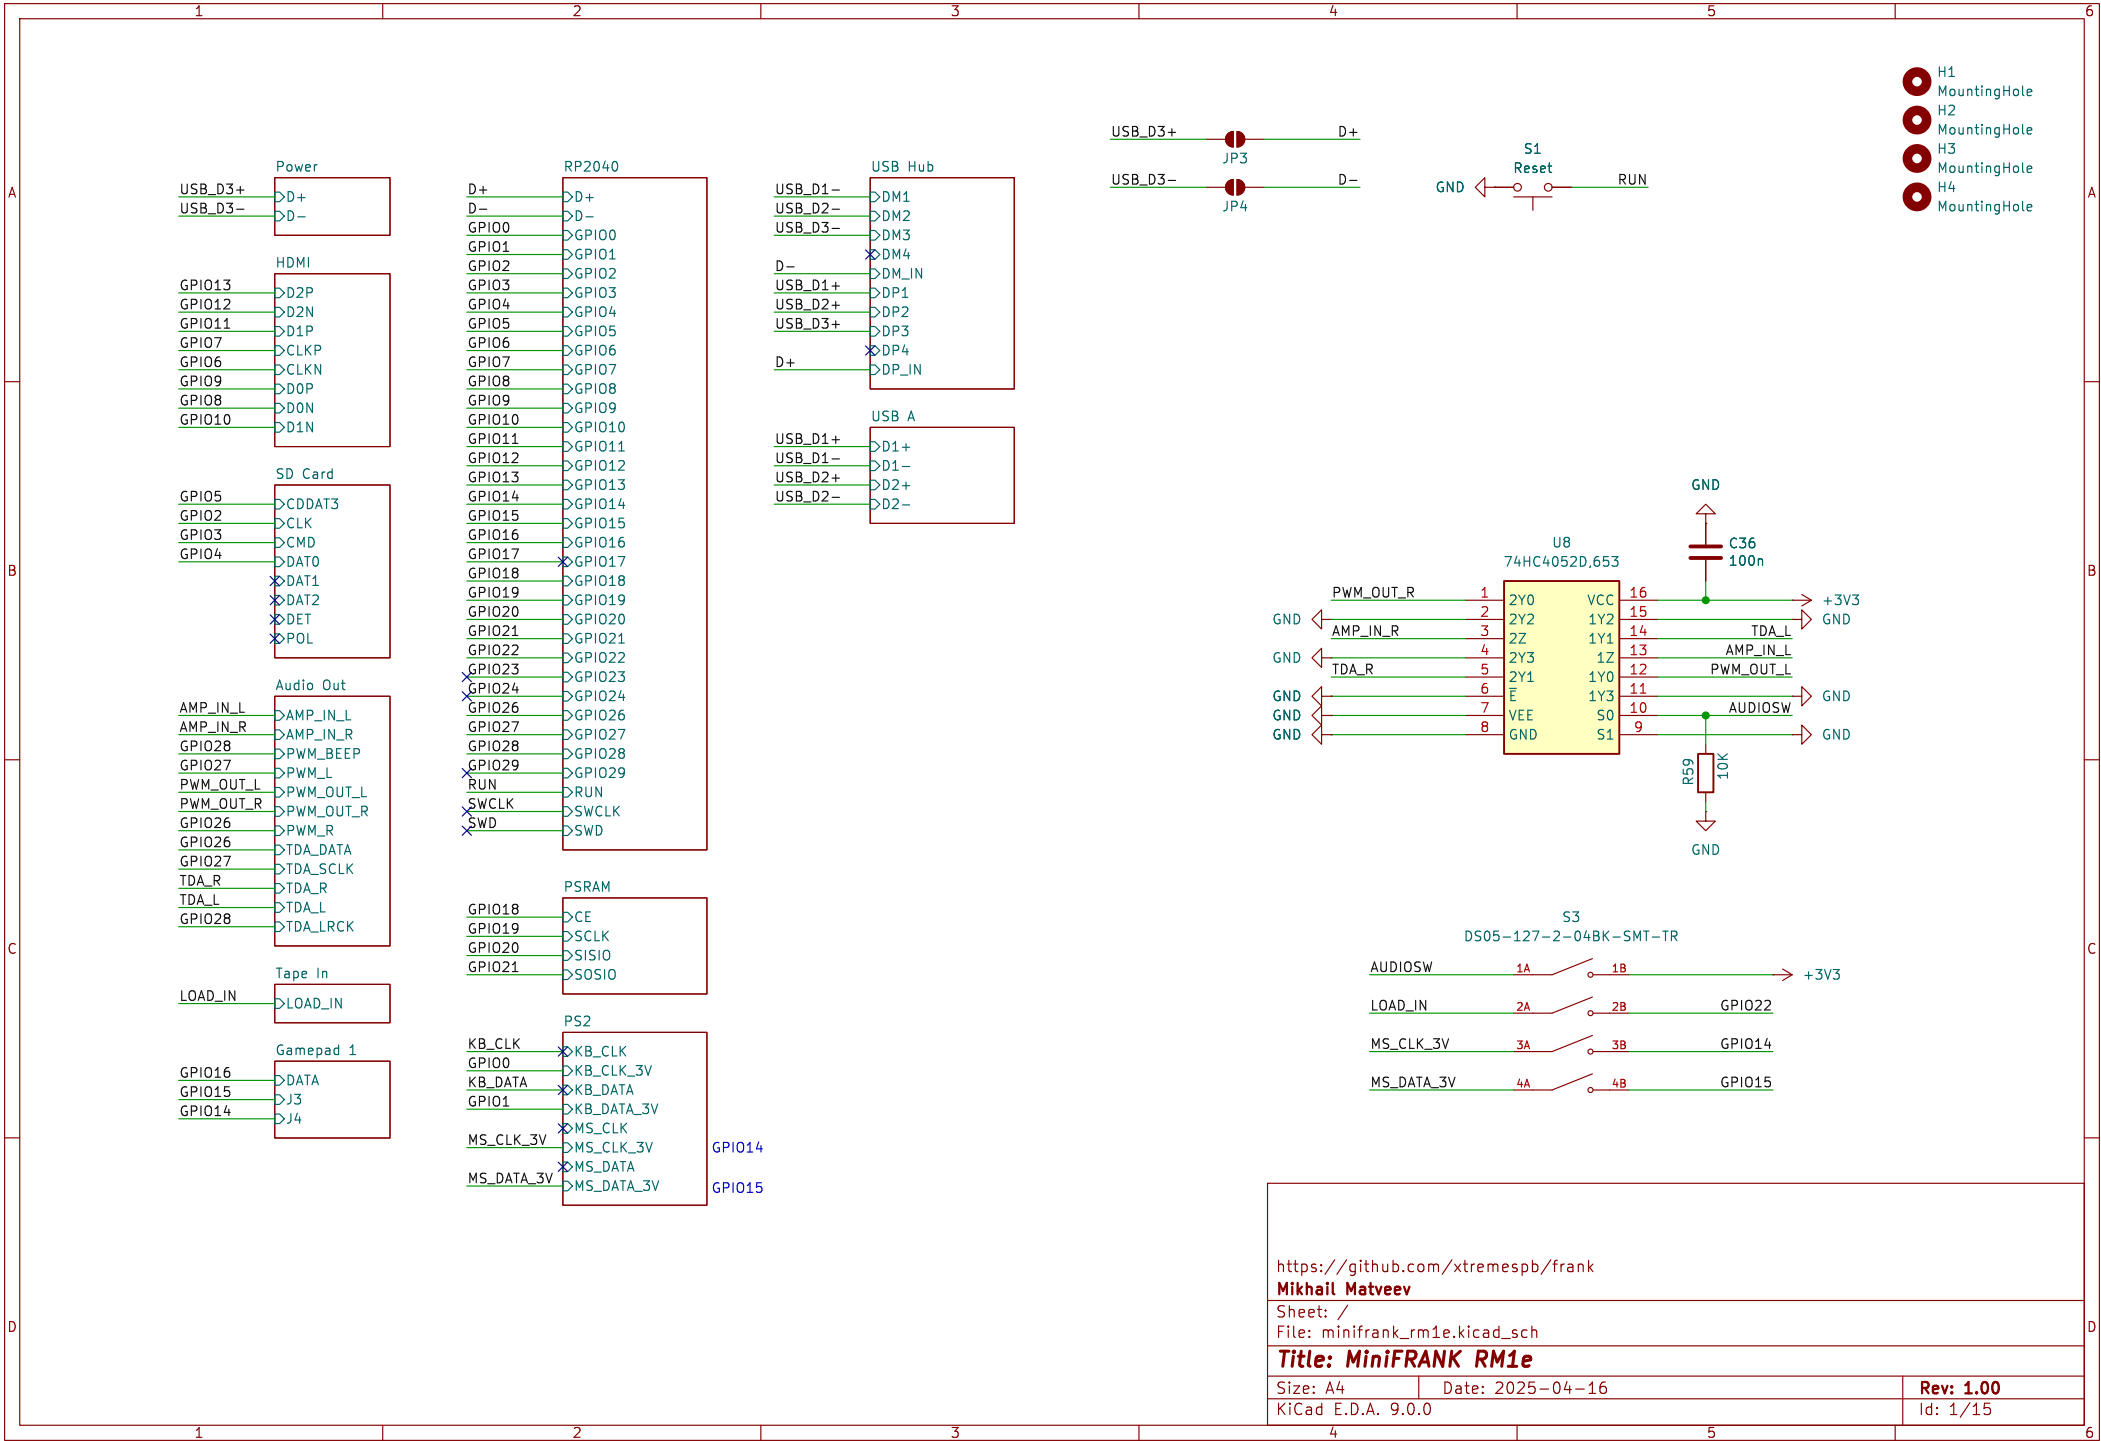 1 2 3 4 5 6
A
B
C
D
Power
USB_D3+ D+
USB_D3- D-
HDMI
GPIO13 D2P
GPIO12 D2N
GPIO11 D1P
GPIO7 CLKP
GPIO6 CLKN
GPIO9 D0P
GPIO8 D0N
GPIO10 D1N
SD Card
GPIO5 CDDAT3
GPIO2 CLK
GPIO3 CMD
GPIO4 DAT0
DAT1
DAT2
DET
POL
Audio Out
AMP_IN_L AMP_IN_L
AMP_IN_R AMP_IN_R
GPIO28 PWM_BEEP
GPIO27 PWM_L
PWM_OUT_L PWM_OUT_L
PWM_OUT_R PWM_OUT_R
GPIO26 PWM_R
GPIO26 TDA_DATA
GPIO27 TDA_SCLK
TDA_R TDA_R
TDA_L TDA_L
GPIO28 TDA_LRCK
Tape In
LOAD_IN LOAD_IN
Gamepad 1
GPIO16 DATA
GPIO15 J3
GPIO14 J4
RP2040
D+ D+
D- D-
GPIO0 GPIO0
GPIO1 GPIO1
GPIO2 GPIO2
GPIO3 GPIO3
GPIO4 GPIO4
GPIO5 GPIO5
GPIO6 GPIO6
GPIO7 GPIO7
GPIO8 GPIO8
GPIO9 GPIO9
GPIO10 GPIO10
GPIO11 GPIO11
GPIO12 GPIO12
GPIO13 GPIO13
GPIO14 GPIO14
GPIO15 GPIO15
GPIO16 GPIO16
GPIO17 GPIO17
GPIO18 GPIO18
GPIO19 GPIO19
GPIO20 GPIO20
GPIO21 GPIO21
GPIO22 GPIO22
GPIO23 GPIO23
GPIO24 GPIO24
GPIO26 GPIO26
GPIO27 GPIO27
GPIO28 GPIO28
GPIO29 GPIO29
RUN RUN
SWCLK SWCLK
SWD SWD
PSRAM
GPIO18 CE
GPIO19 SCLK
GPIO20 SISIO
GPIO21 SOSIO
PS2
KB_CLK KB_CLK
GPIO0 KB_CLK_3V
KB_DATA KB_DATA
GPIO1 KB_DATA_3V
MS_CLK
MS_CLK_3V MS_CLK_3V GPIO14
MS_DATA
MS_DATA_3V MS_DATA_3V GPIO15
USB Hub
USB_D1- DM1
USB_D2- DM2
USB_D3- DM3
DM4
D- DM_IN
USB_D1+ DP1
USB_D2+ DP2
USB_D3+ DP3
DP4
D+ DP_IN
USB A
USB_D1+ D1+
USB_D1- D1-
USB_D2+ D2+
USB_D2- D2-
USB_D3+ D+
JP3
USB_D3- D-
JP4
S1
Reset
GND RUN
H1
MountingHole
H2
MountingHole
H3
MountingHole
H4
MountingHole
GND
C36
100n
U8
74HC4052D,653
PWM_OUT_R 1 2Y0 VCC 16 +3V3
GND 2 2Y2 1Y2 15 GND
AMP_IN_R 3 2Z 1Y1 14 TDA_L
GND 4 2Y3 1Z 13 AMP_IN_L
TDA_R 5 2Y1 1Y0 12 PWM_OUT_L
GND 6 E 1Y3 11 GND
GND 7 VEE S0 10 AUDIOSW
GND 8 GND S1 9 GND
R59 10K
GND
S3
DS05-127-2-04BK-SMT-TR
AUDIOSW 1A 1B +3V3
LOAD_IN 2A 2B GPIO22
MS_CLK_3V 3A 3B GPIO14
MS_DATA_3V 4A 4B GPIO15
https://github.com/xtremespb/frank
Mikhail Matveev
Sheet: /
File: minifrank_rm1e.kicad_sch
Title: MiniFRANK RM1e
Size: A4 Date: 2025-04-16 Rev: 1.00
KiCad E.D.A. 9.0.0 Id: 1/15
A
B
C
D
1 2 3 4 5 6